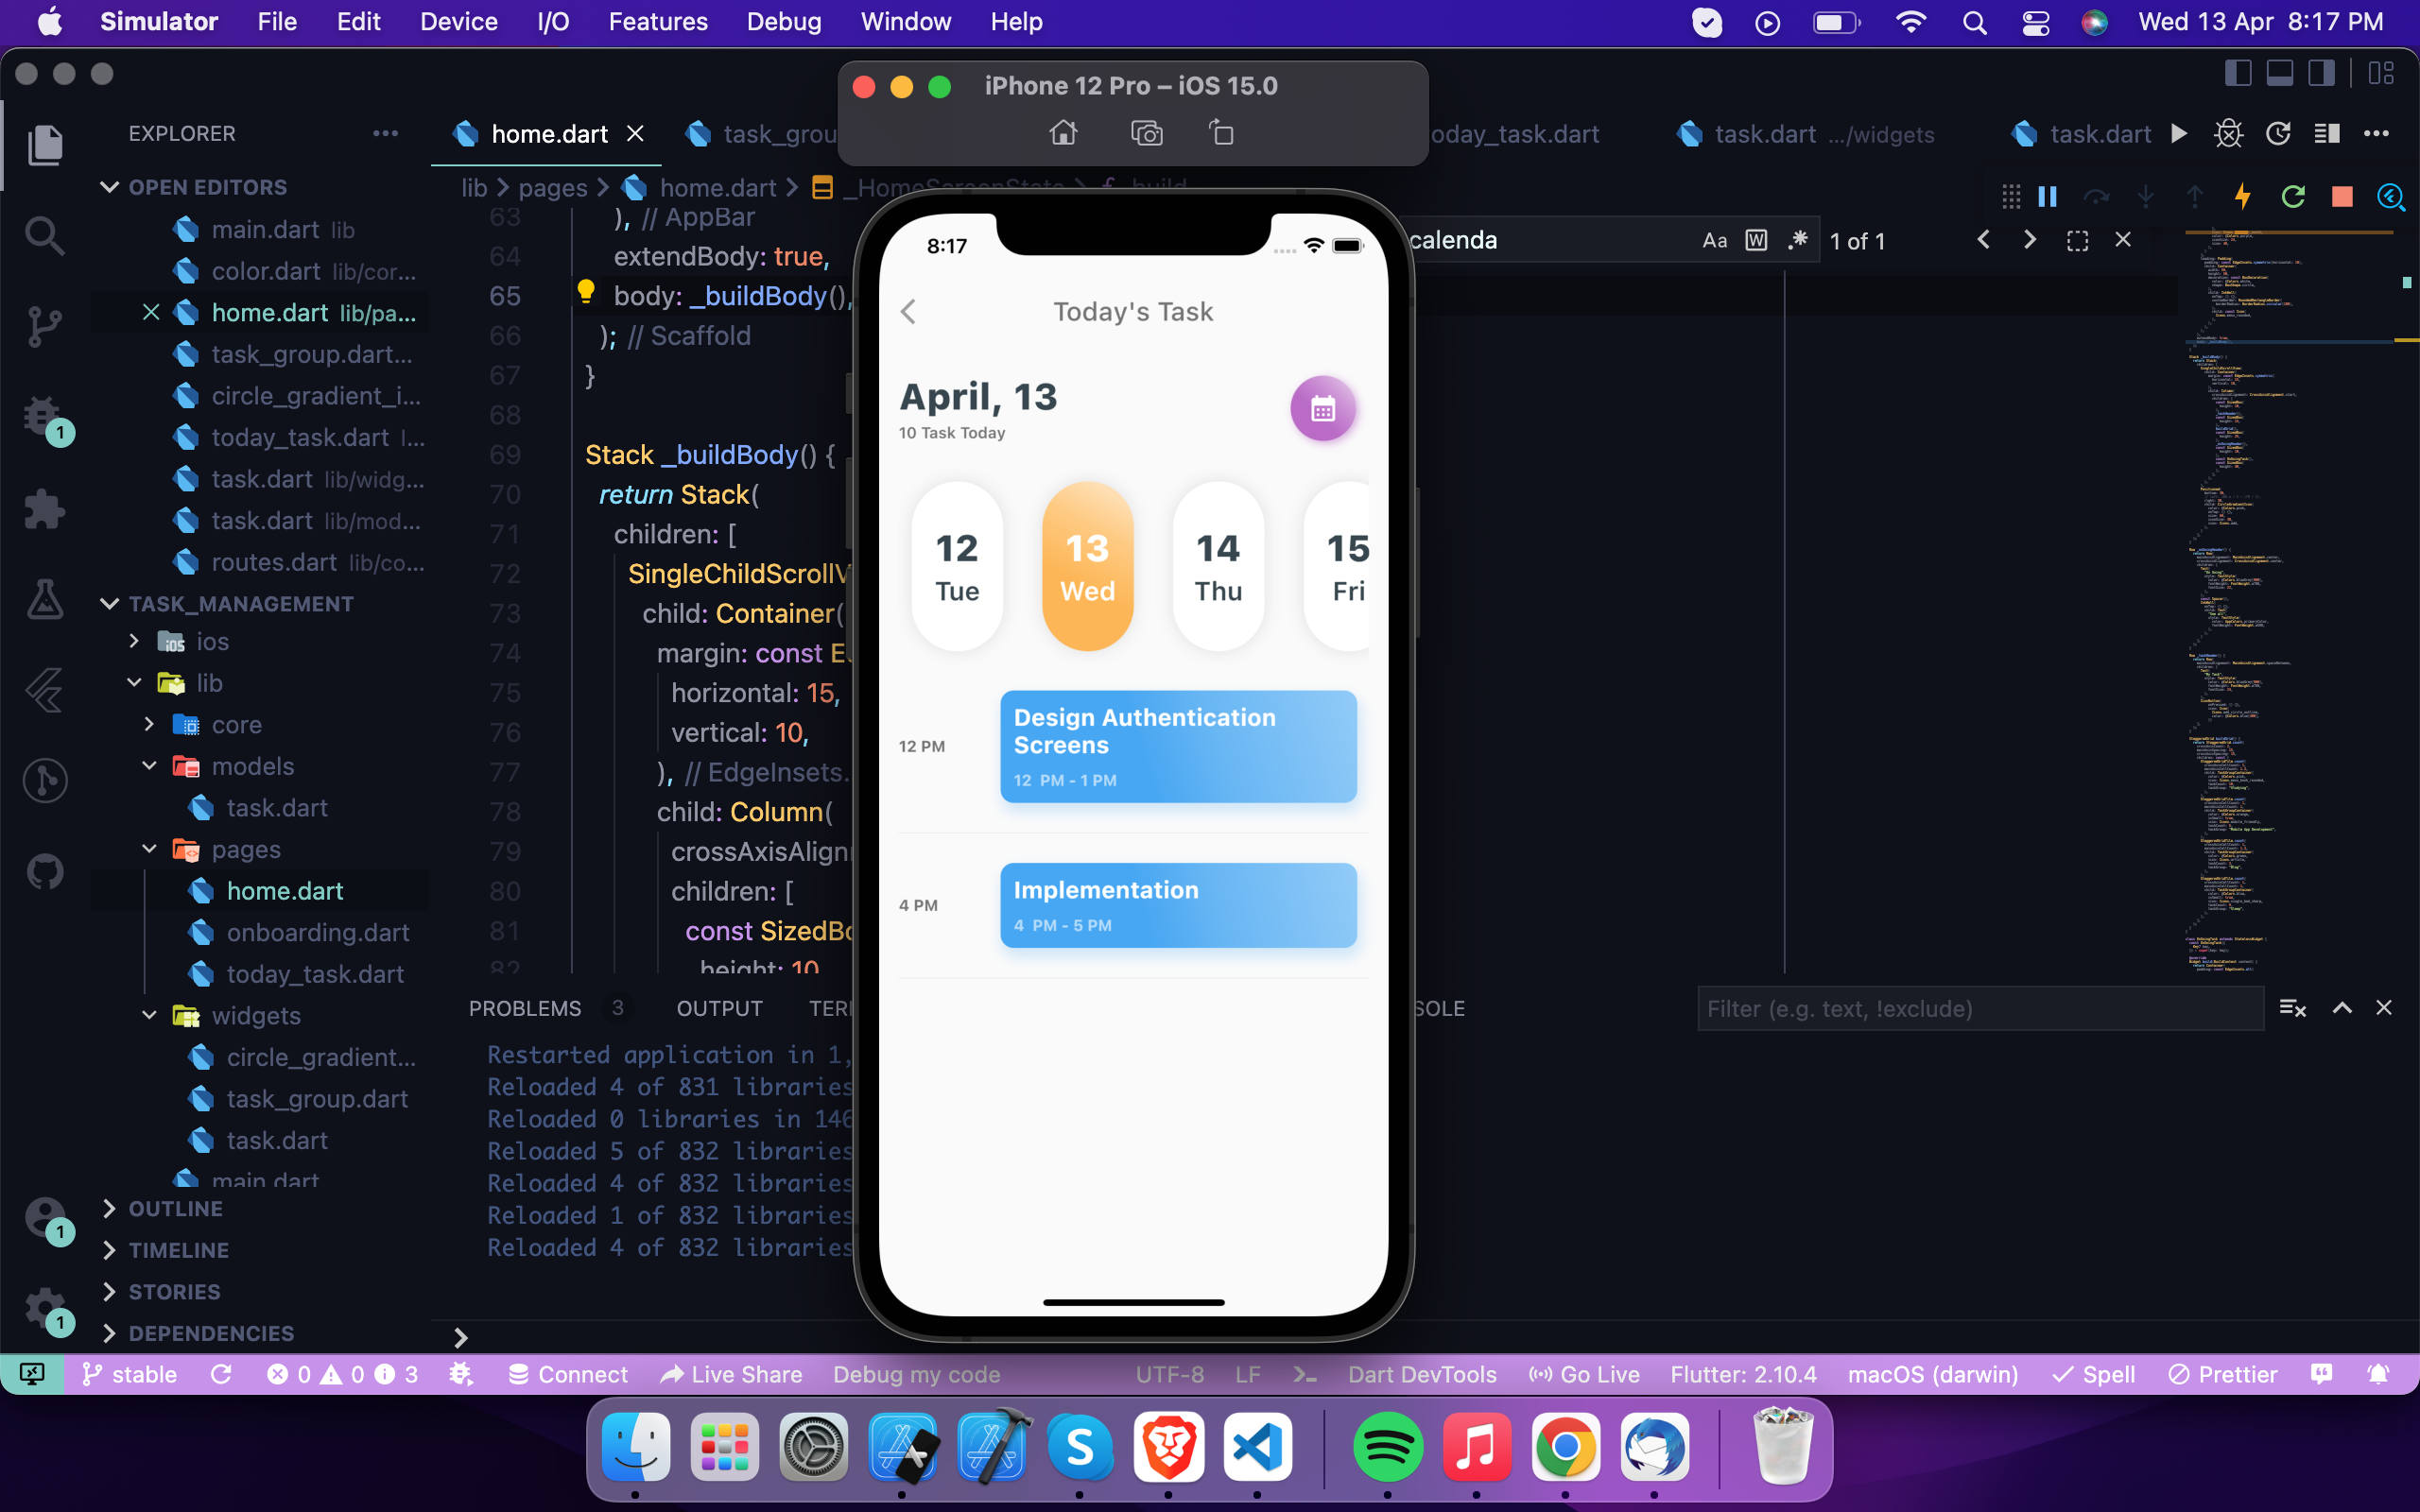 Simulator File Edit Device I/O Features Debug Window Help Wed 13 Apr 8:17 PM
iPhone 12 Pro – iOS 15.0
EXPLORER
OPEN EDITORS
main.dart lib
color.dart lib/cor...
home.dart lib/pa...
task_group.dart...
circle_gradient_i...
today_task.dart l...
task.dart lib/widg...
task.dart lib/mod...
routes.dart lib/co...
TASK_MANAGEMENT
ios
lib
core
models
task.dart
pages
home.dart
onboarding.dart
today_task.dart
widgets
circle_gradient...
task_group.dart
task.dart
main.dart
OUTLINE
TIMELINE
STORIES
DEPENDENCIES
1
1
1
home.dart task_grou oday_task.dart task.dart .../widgets task.dart
lib > pages > home.dart > _HomeScreenState > build
calenda Aa W .* 1 of 1
63 ), // AppBar
64 extendBody: true,
65 body: _buildBody(),
66 ); // Scaffold
67 }
68
69 Stack _buildBody() {
70 return Stack(
71 children: [
72 SingleChildScrollV
73 child: Container(
74 margin: const E
75 horizontal: 15,
76 vertical: 10,
77 ), // EdgeInsets.
78 child: Column(
79 crossAxisAlign
80 children: [
81 const SizedBo
82 height: 10
8:17
Today's Task
April, 13
10 Task Today
12 Tue
13 Wed
14 Thu
15 Fri
12 PM
Design Authentication
Screens
12 PM - 1 PM
4 PM
Implementation
4 PM - 5 PM
PROBLEMS 3 OUTPUT TER SOLE
Filter (e.g. text, !exclude)
Restarted application in 1,
Reloaded 4 of 831 libraries
Reloaded 0 libraries in 146
Reloaded 5 of 832 libraries
Reloaded 4 of 832 libraries
Reloaded 1 of 832 libraries
Reloaded 4 of 832 libraries
stable 0 0 3 Connect Live Share Debug my code UTF-8 LF Dart DevTools Go Live Flutter: 2.10.4 macOS (darwin) Spell Prettier